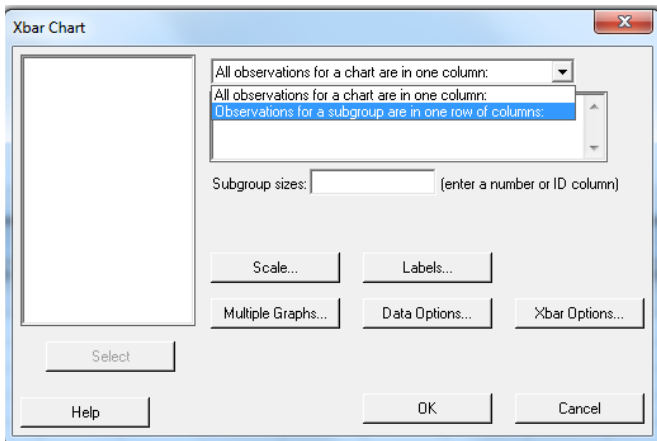 Xbar Chart
All observations for a chart are in one column:
All observations for a chart are in one column:
Observations for a subgroup are in one row of columns:
Subgroup sizes: (enter a number or ID column)
Scale... Labels...
Multiple Graphs... Data Options... Xbar Options...
Select
Help OK Cancel